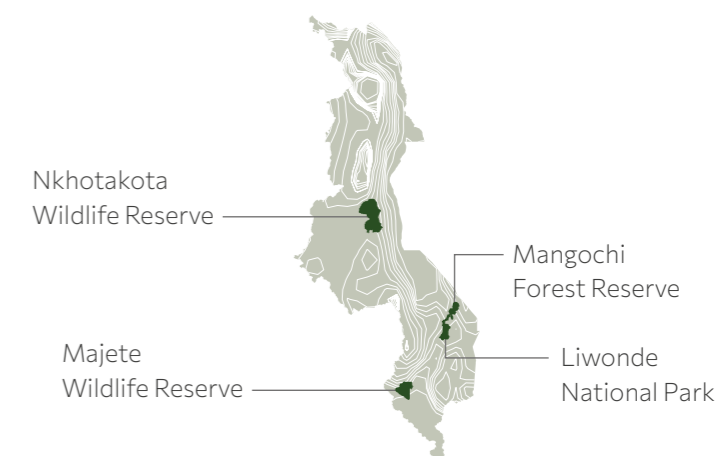 Nkhotakota
Wildlife Reserve
Mangochi
Forest Reserve
Majete
Wildlife Reserve
Liwonde
National Park